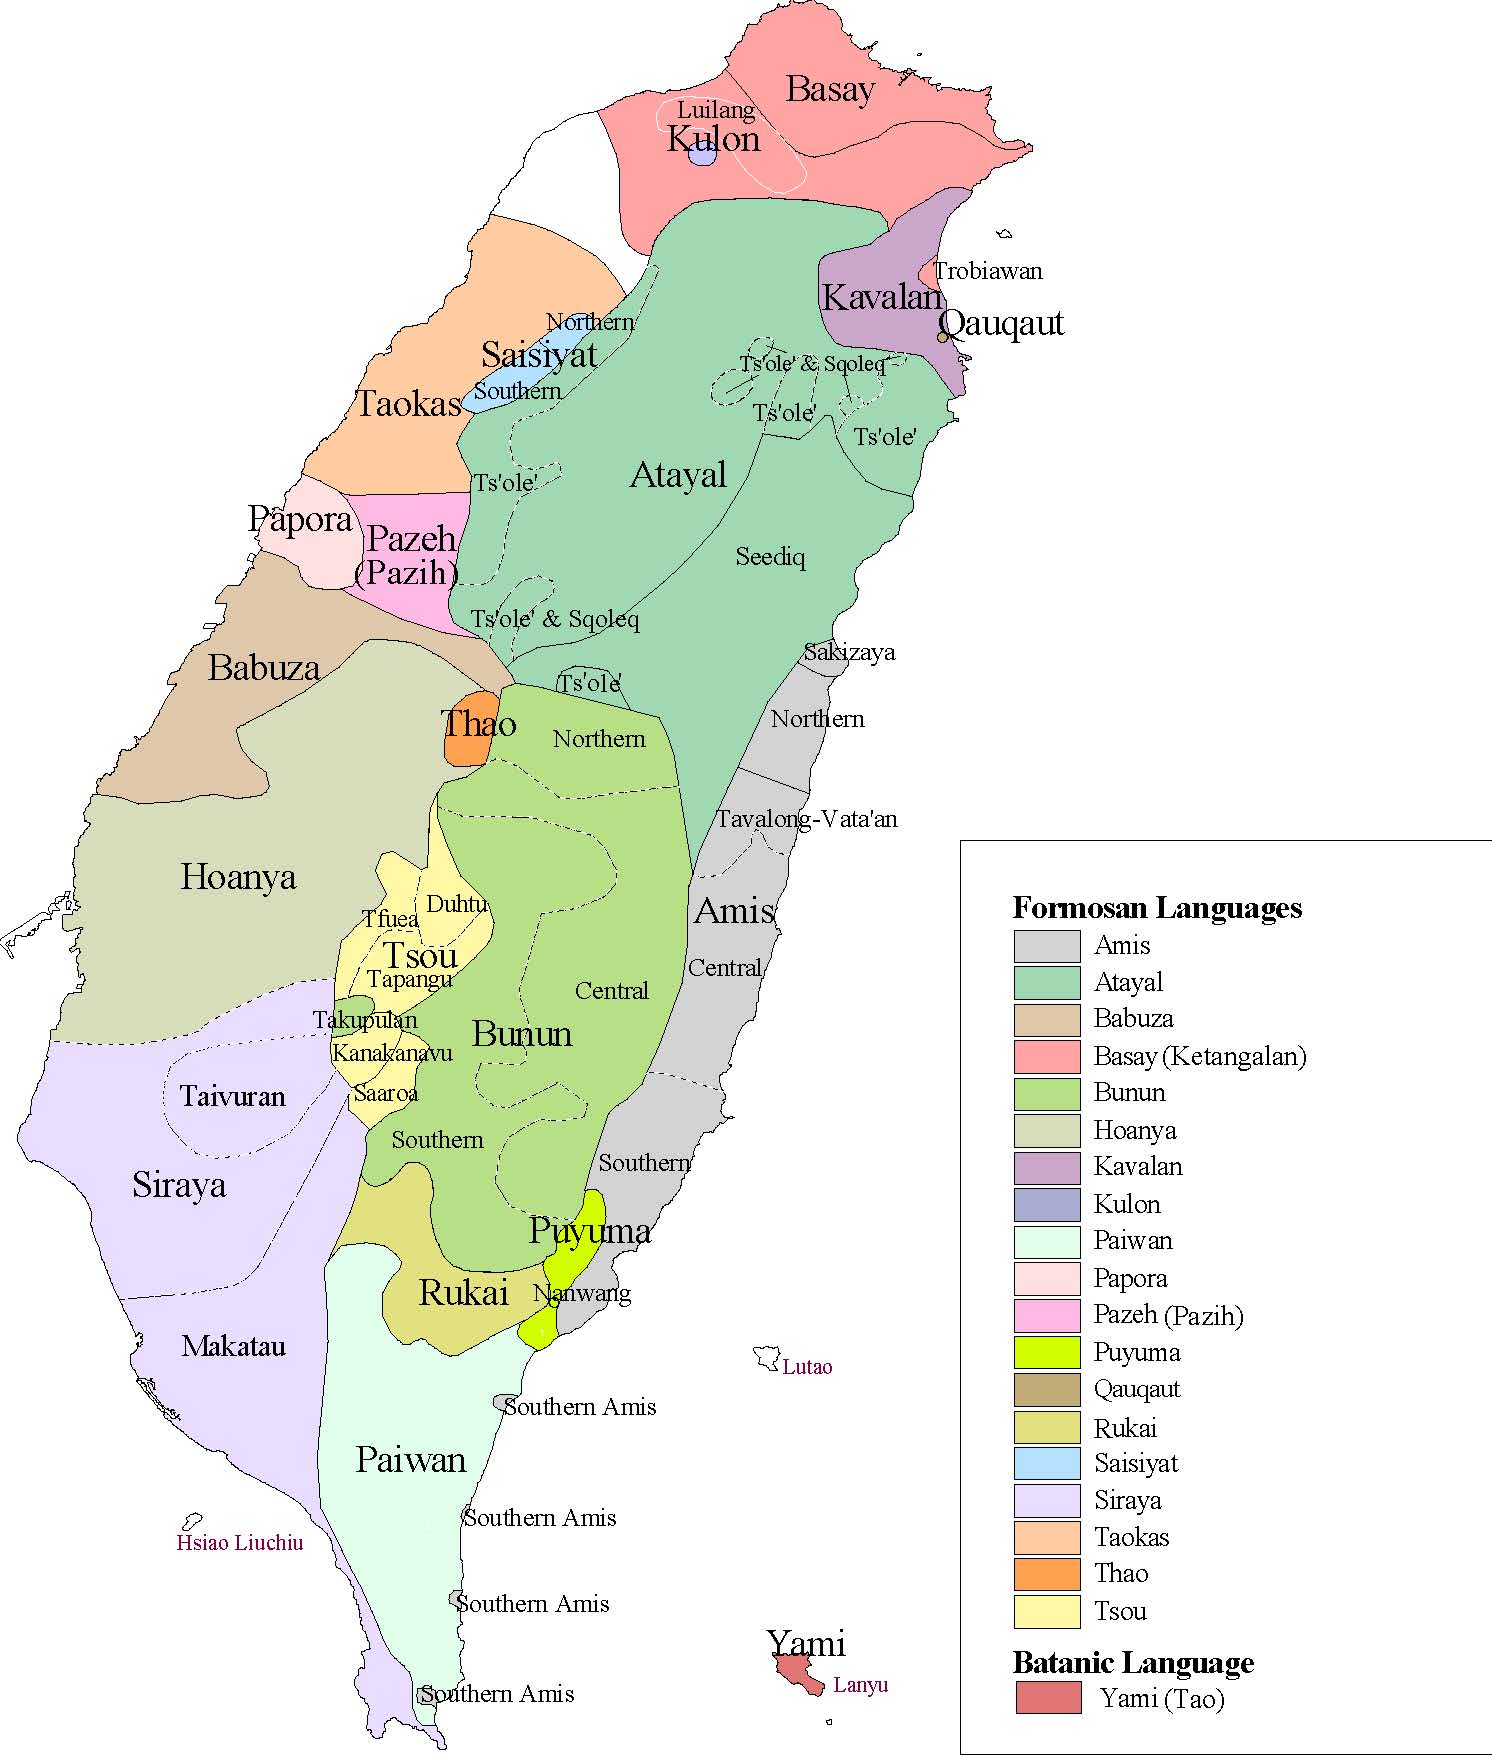 Basay
Luilang
Kulon
Trobiawan
Kavalan
Qauqaut
Northern
Saisiyat
Southern
Taokas
Ts'ole' & Sqoleq
Ts'ole'
Ts'ole'
Atayal
Ts'ole'
Papora
Pazeh
(Pazih)
Seediq
Ts'ole' & Sqoleq
Sakizaya
Babuza
Ts'ole'
Thao
Northern
Northern
Tavalong-Vata'an
Hoanya
Duhtu
Tfuea
Amis
Tsou
Tapangu
Central
Central
Takupulan
Bunun
Kanakanavu
Saaroa
Taivuran
Southern
Southern
Siraya
Puyuma
Rukai
Nanwang
Makatau
Lutao
Southern Amis
Paiwan
Southern Amis
Hsiao Liuchiu
Southern Amis
Yami
Lanyu
Southern Amis
Formosan Languages
Amis
Atayal
Babuza
Basay (Ketangalan)
Bunun
Hoanya
Kavalan
Kulon
Paiwan
Papora
Pazeh (Pazih)
Puyuma
Qauqaut
Rukai
Saisiyat
Siraya
Taokas
Thao
Tsou
Batanic Language
Yami (Tao)